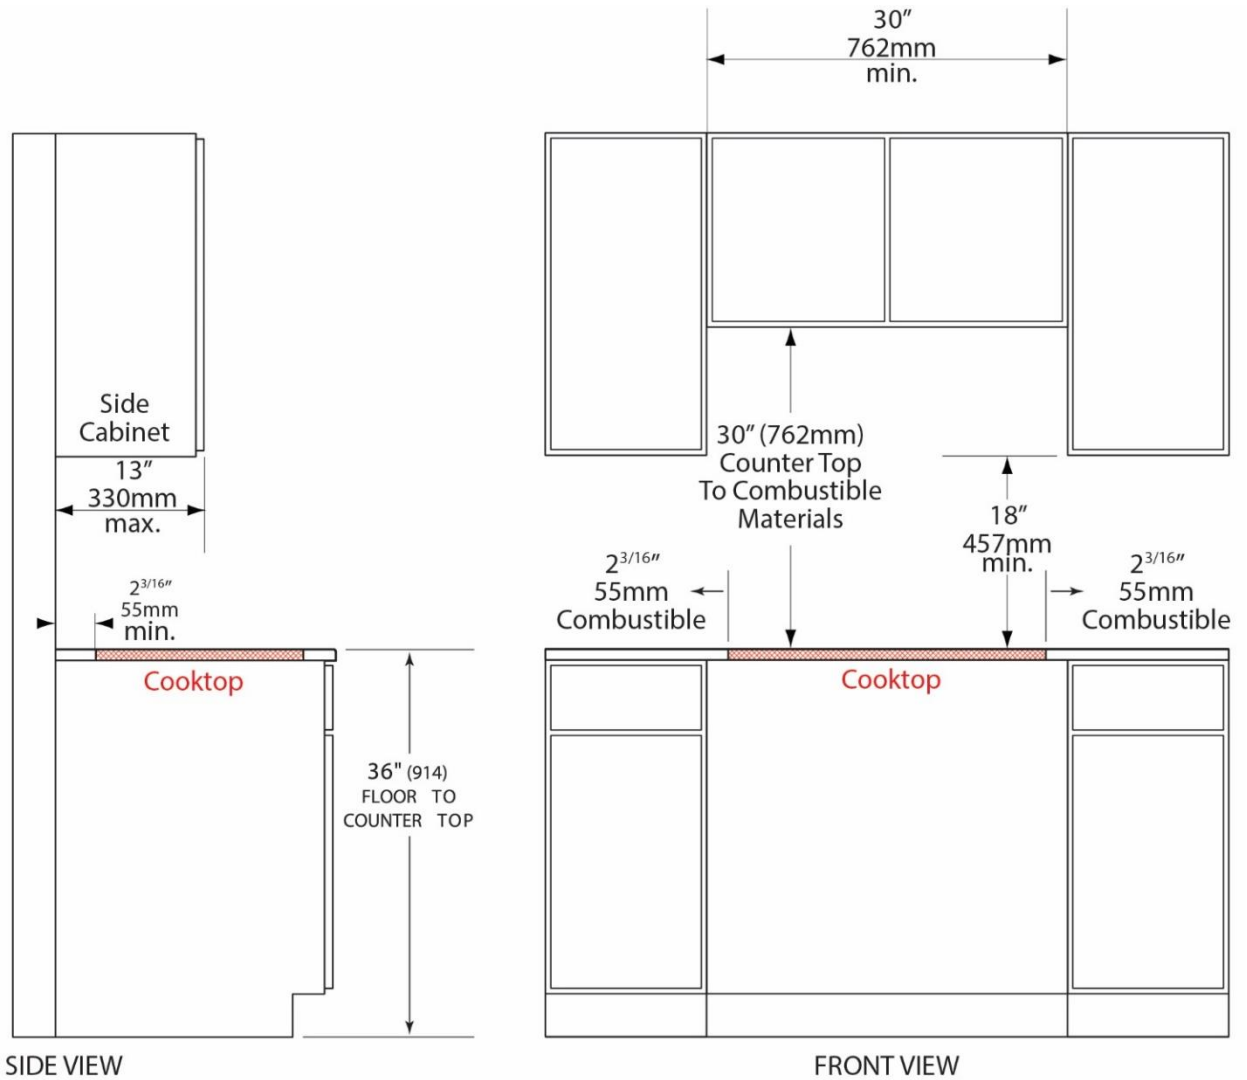 30”
762mm
min.
Side
Cabinet
13”
330mm
max.
2 3/16”
55mm
min.
Cooktop
36" (914)
FLOOR TO
COUNTER TOP
SIDE VIEW
30” (762mm)
Counter Top
To Combustible
Materials
18”
457mm
min.
2 3/16”
55mm
Combustible
2 3/16”
55mm
Combustible
Cooktop
FRONT VIEW